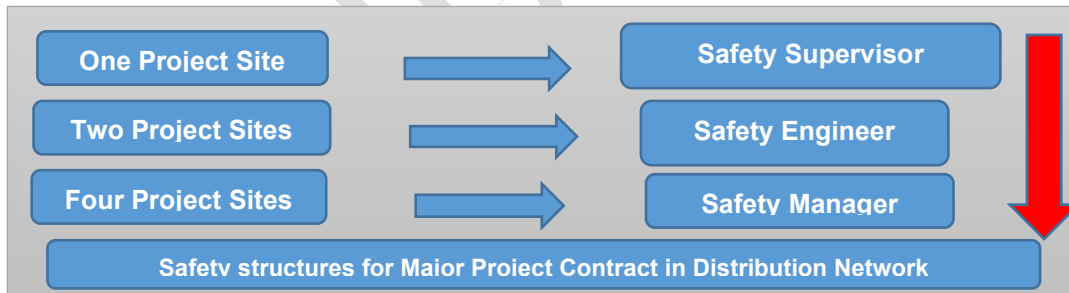 One Project Site
Safety Supervisor
Two Project Sites
Safety Engineer
Four Project Sites
Safety Manager
Safety structures for Major Project Contract in Distribution Network